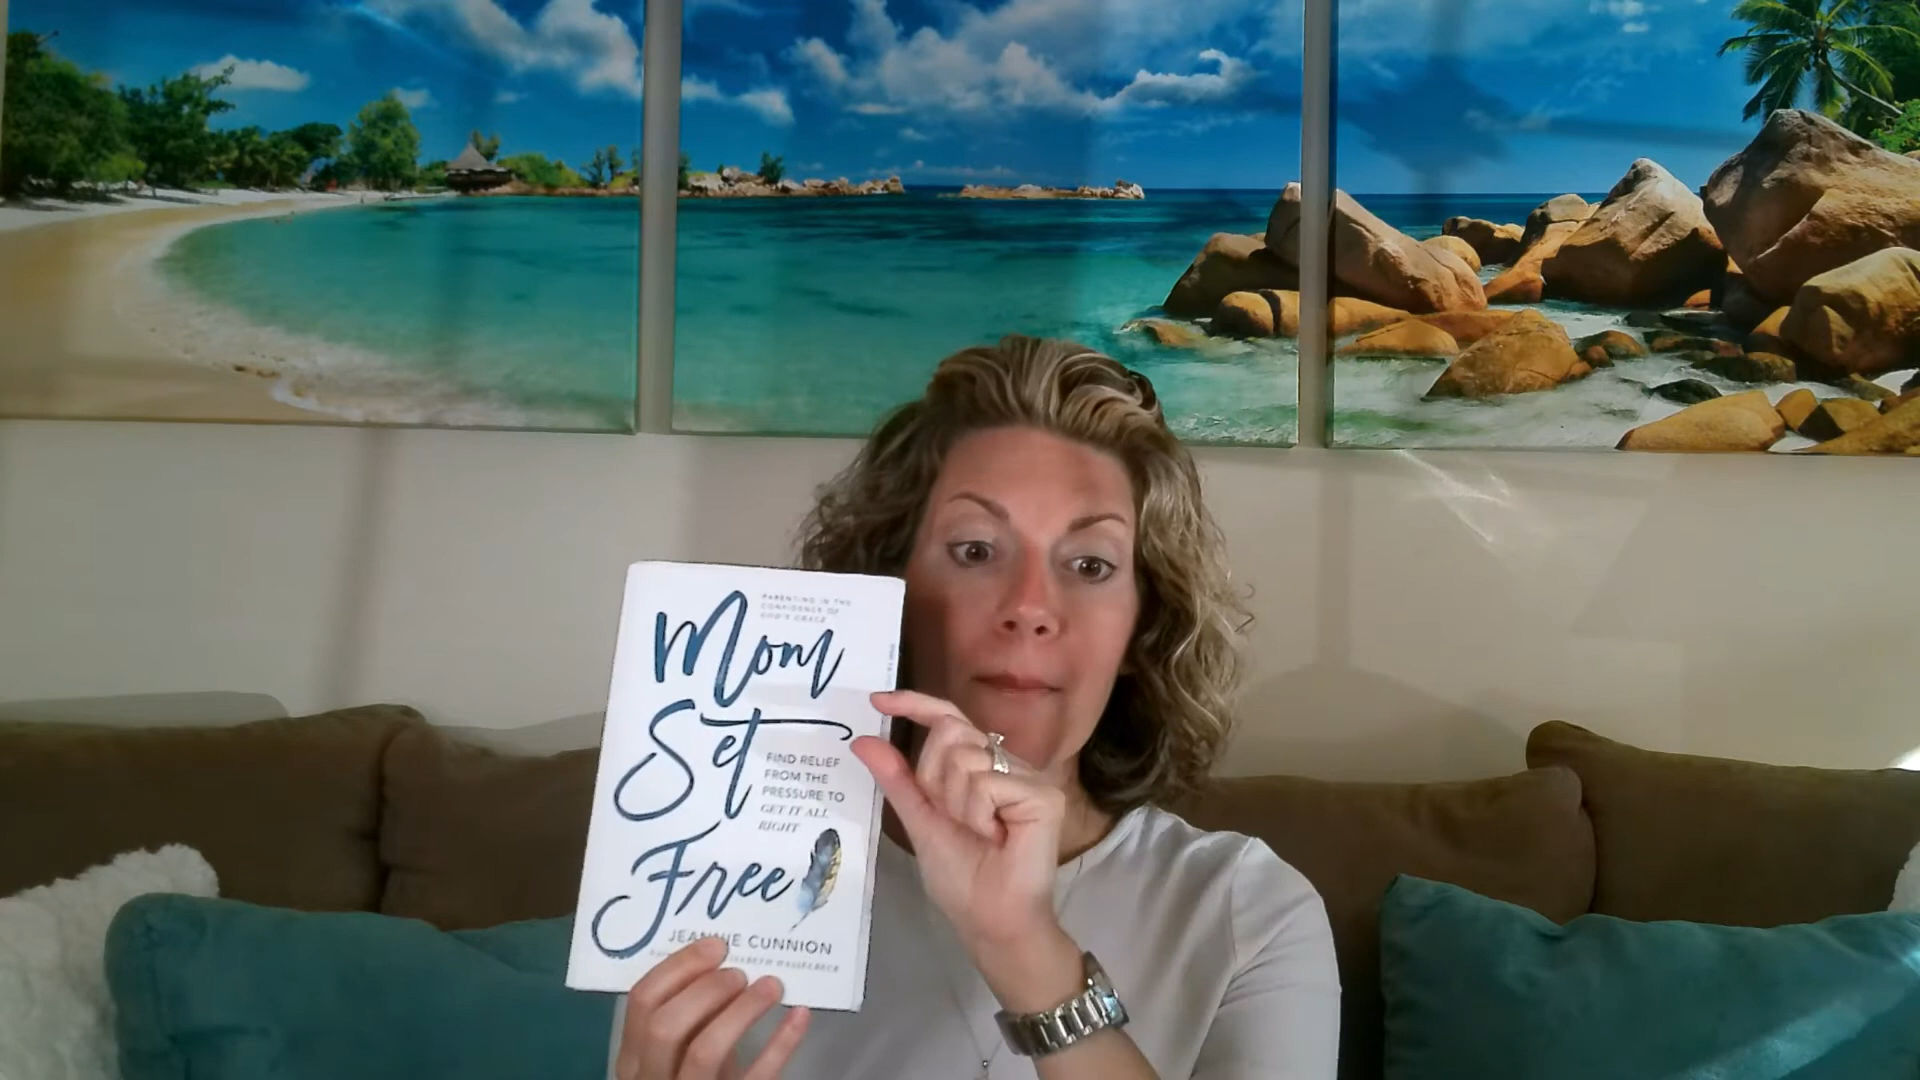 PARENTING IN THE
CONFIDENCE OF
GOD'S GRACE
Mom
Set
FIND RELIEF
FROM THE
PRESSURE TO
GET IT ALL
RIGHT
Free
JEANNIE CUNNION